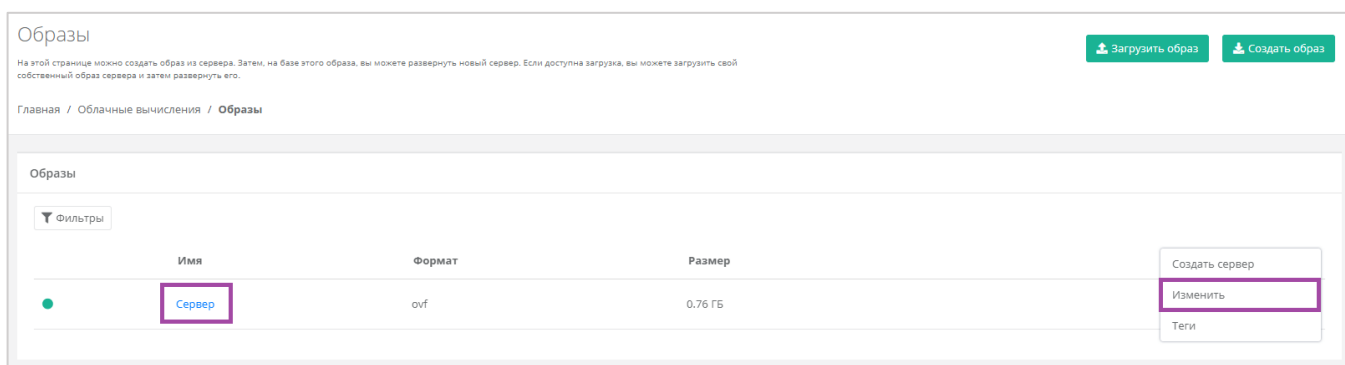 Образы
Загрузить образ
Создать образ
На этой странице можно создать образ из сервера. Затем, на базе этого образа, вы можете развернуть новый сервер. Если доступна загрузка, вы можете загрузить свой
собственный образ сервера и затем развернуть его.
Главная / Облачные вычисления / Образы
Образы
Фильтры
Имя Формат Размер
Создать сервер
Сервер ovf 0.76 ГБ
Изменить
Теги